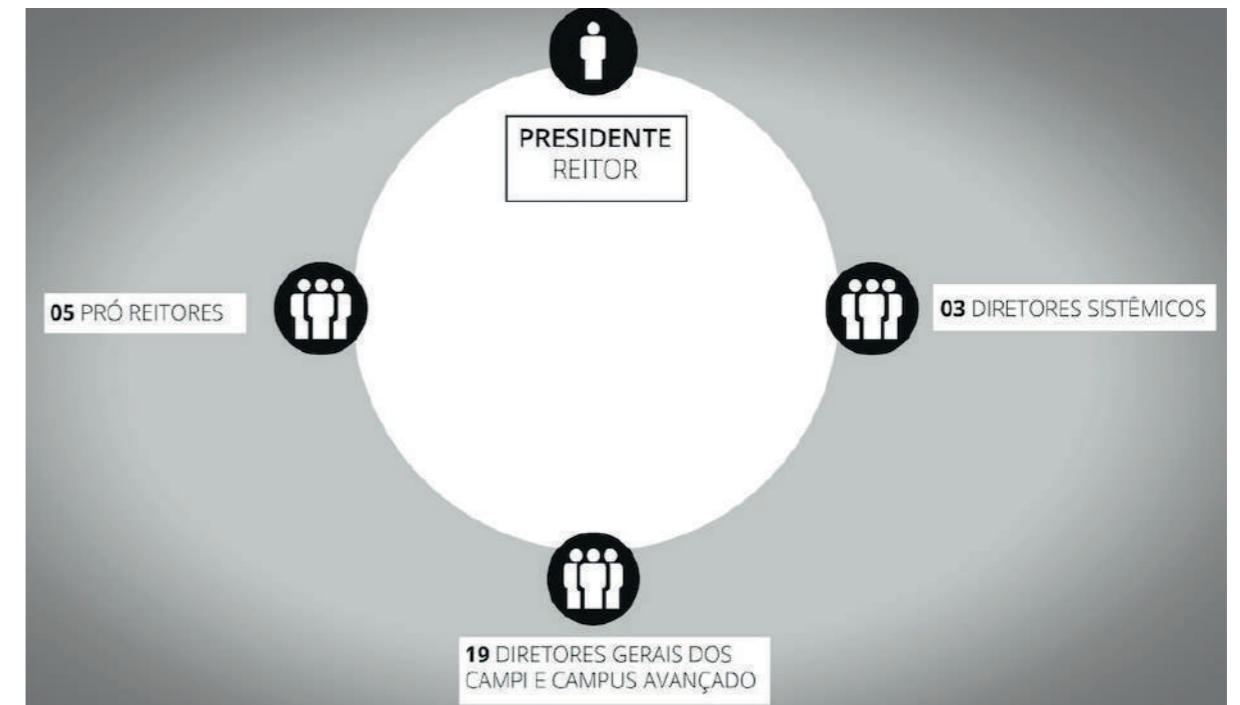 PRESIDENTE
REITOR
05 PRÓ REITORES
03 DIRETORES SISTÊMICOS
19 DIRETORES GERAIS DOS
CAMPI E CAMPUS AVANÇADO